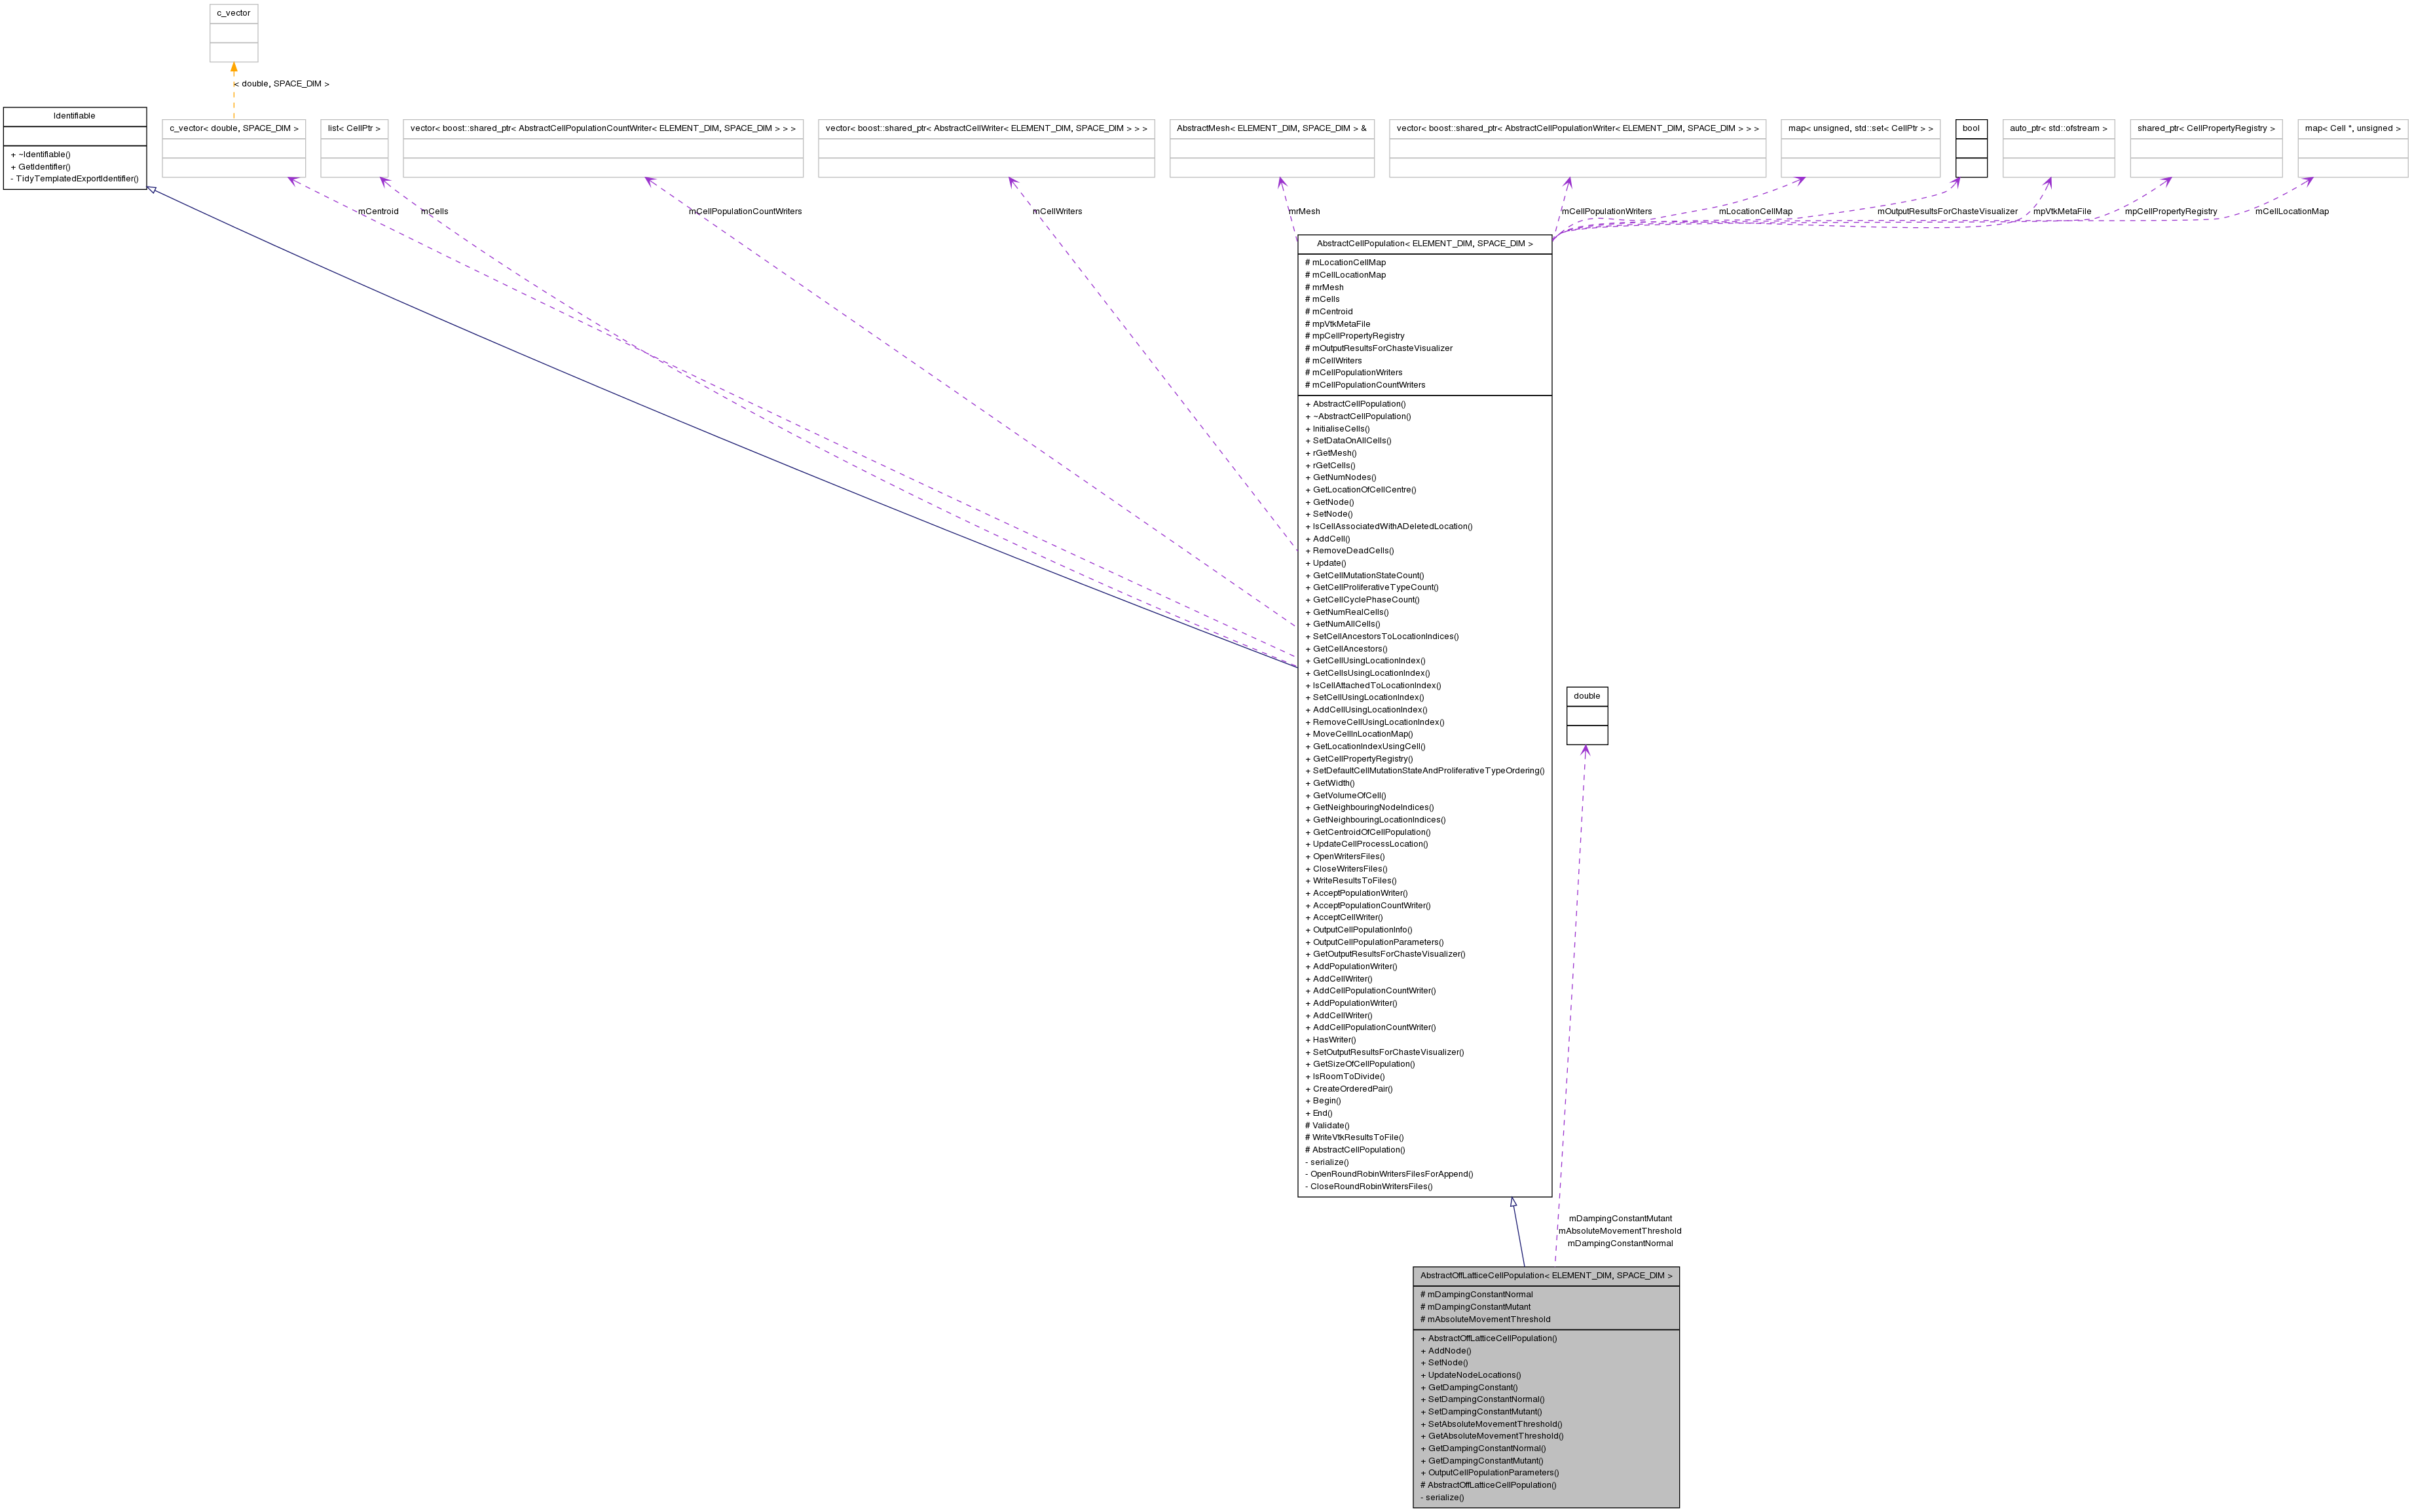 c_vector
< double, SPACE_DIM >
Identifiable
+ ~Identifiable()
+ GetIdentifier()
- TidyTemplatedExportIdentifier()
c_vector< double, SPACE_DIM >
list< CellPtr >
vector< boost::shared_ptr< AbstractCellPopulationCountWriter< ELEMENT_DIM, SPACE_DIM > > >
vector< boost::shared_ptr< AbstractCellWriter< ELEMENT_DIM, SPACE_DIM > > >
AbstractMesh< ELEMENT_DIM, SPACE_DIM > &
vector< boost::shared_ptr< AbstractCellPopulationWriter< ELEMENT_DIM, SPACE_DIM > > >
map< unsigned, std::set< CellPtr > >
bool
auto_ptr< std::ofstream >
shared_ptr< CellPropertyRegistry >
map< Cell *, unsigned >
mCentroid
mCells
mCellPopulationCountWriters
mCellWriters
mrMesh
mCellPopulationWriters
mLocationCellMap
mOutputResultsForChasteVisualizer
mpVtkMetaFile
mpCellPropertyRegistry
mCellLocationMap
AbstractCellPopulation< ELEMENT_DIM, SPACE_DIM >
# mLocationCellMap
# mCellLocationMap
# mrMesh
# mCells
# mCentroid
# mpVtkMetaFile
# mpCellPropertyRegistry
# mOutputResultsForChasteVisualizer
# mCellWriters
# mCellPopulationWriters
# mCellPopulationCountWriters
+ AbstractCellPopulation()
+ ~AbstractCellPopulation()
+ InitialiseCells()
+ SetDataOnAllCells()
+ rGetMesh()
+ rGetCells()
+ GetNumNodes()
+ GetLocationOfCellCentre()
+ GetNode()
+ SetNode()
+ IsCellAssociatedWithADeletedLocation()
+ AddCell()
+ RemoveDeadCells()
+ Update()
+ GetCellMutationStateCount()
+ GetCellProliferativeTypeCount()
+ GetCellCyclePhaseCount()
+ GetNumRealCells()
+ GetNumAllCells()
+ SetCellAncestorsToLocationIndices()
+ GetCellAncestors()
+ GetCellUsingLocationIndex()
+ GetCellsUsingLocationIndex()
+ IsCellAttachedToLocationIndex()
+ SetCellUsingLocationIndex()
+ AddCellUsingLocationIndex()
+ RemoveCellUsingLocationIndex()
+ MoveCellInLocationMap()
+ GetLocationIndexUsingCell()
+ GetCellPropertyRegistry()
+ SetDefaultCellMutationStateAndProliferativeTypeOrdering()
+ GetWidth()
+ GetVolumeOfCell()
+ GetNeighbouringNodeIndices()
+ GetNeighbouringLocationIndices()
+ GetCentroidOfCellPopulation()
+ UpdateCellProcessLocation()
+ OpenWritersFiles()
+ CloseWritersFiles()
+ WriteResultsToFiles()
+ AcceptPopulationWriter()
+ AcceptPopulationCountWriter()
+ AcceptCellWriter()
+ OutputCellPopulationInfo()
+ OutputCellPopulationParameters()
+ GetOutputResultsForChasteVisualizer()
+ AddPopulationWriter()
+ AddCellWriter()
+ AddCellPopulationCountWriter()
+ AddPopulationWriter()
+ AddCellWriter()
+ AddCellPopulationCountWriter()
+ HasWriter()
+ SetOutputResultsForChasteVisualizer()
+ GetSizeOfCellPopulation()
+ IsRoomToDivide()
+ CreateOrderedPair()
+ Begin()
+ End()
# Validate()
# WriteVtkResultsToFile()
# AbstractCellPopulation()
- serialize()
- OpenRoundRobinWritersFilesForAppend()
- CloseRoundRobinWritersFiles()
double
mDampingConstantMutant
mAbsoluteMovementThreshold
mDampingConstantNormal
AbstractOffLatticeCellPopulation< ELEMENT_DIM, SPACE_DIM >
# mDampingConstantNormal
# mDampingConstantMutant
# mAbsoluteMovementThreshold
+ AbstractOffLatticeCellPopulation()
+ AddNode()
+ SetNode()
+ UpdateNodeLocations()
+ GetDampingConstant()
+ SetDampingConstantNormal()
+ SetDampingConstantMutant()
+ SetAbsoluteMovementThreshold()
+ GetAbsoluteMovementThreshold()
+ GetDampingConstantNormal()
+ GetDampingConstantMutant()
+ OutputCellPopulationParameters()
# AbstractOffLatticeCellPopulation()
- serialize()